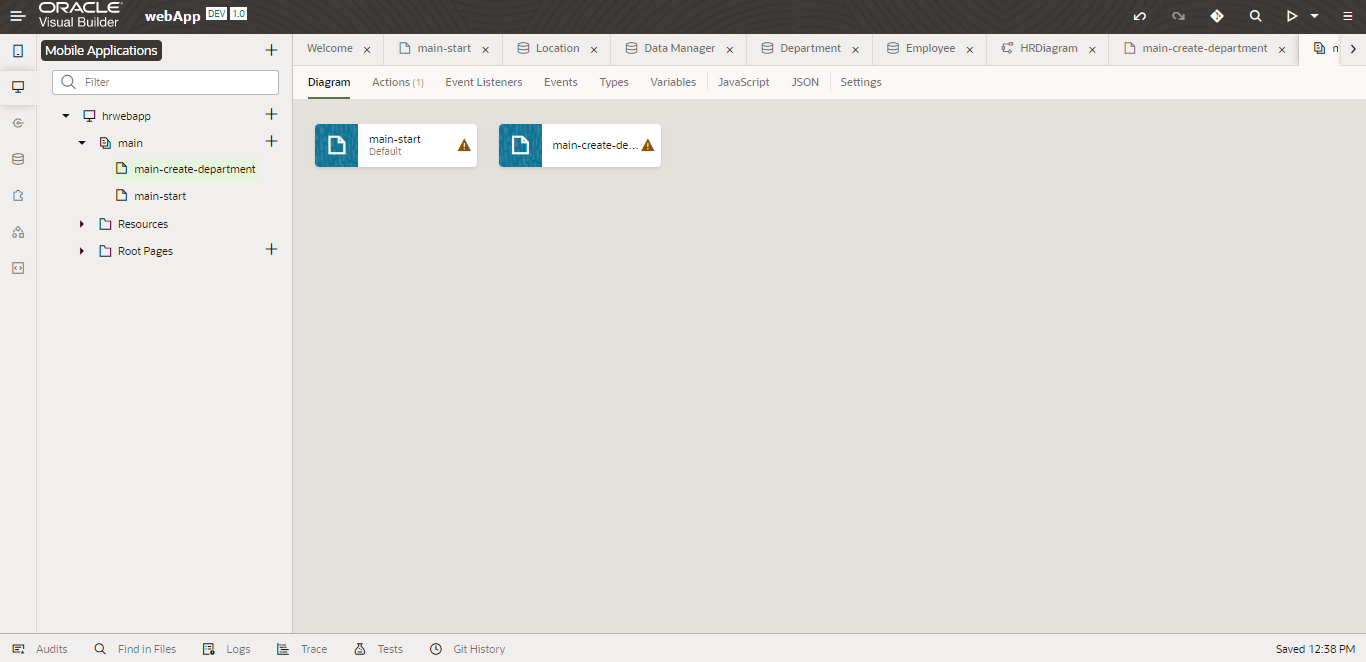 ORACLE
Visual Builder
webApp DEV 1.0
Mobile Applications
Filter
hrwebapp
main
main-create-department
main-start
Resources
Root Pages
Welcome
main-start
Location
Data Manager
Department
Employee
HRDiagram
main-create-department
Diagram
Actions (1)
Event Listeners
Events
Types
Variables
JavaScript
JSON
Settings
main-start
Default
main-create-de...
Audits
Find in Files
Logs
Trace
Tests
Git History
Saved 12:38 PM